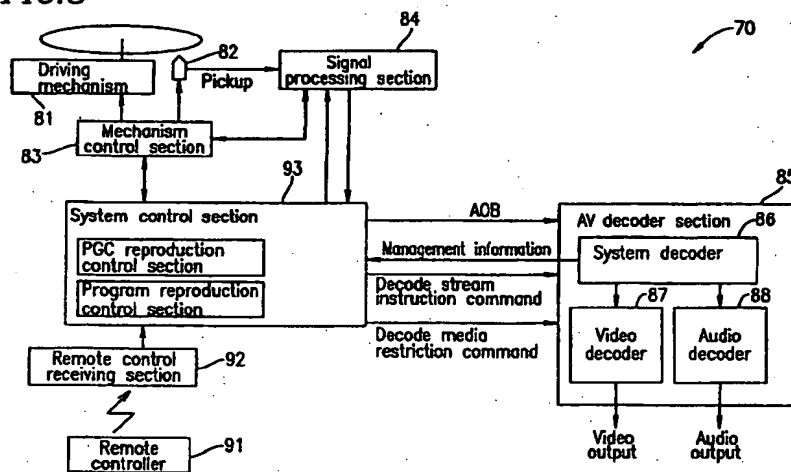 84
82
70
Driving
mechanism
Pickup
Signal
processing section
81
Mechanism
control section
83
93
85
System control section
AOB
AV decoder section
86
PGC reproduction
control section
Management information
System decoder
Program reproduction
control section
Decode stream
instruction command
87
88
Decode media
restriction command
Video
decoder
Audio
decoder
Remote control
receiving section
92
Video
output
Audio
output
Remote
controller
91